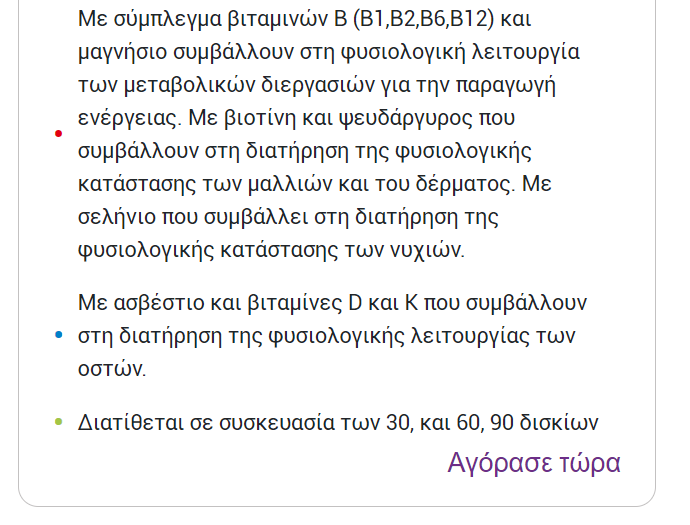 Με σύμπλεγμα βιταμινών Β (Β1,Β2,Β6,Β12) και
μαγνήσιο συμβάλλουν στη φυσιολογική λειτουργία
των μεταβολικών διεργασιών για την παραγωγή
ενέργειας. Με βιοτίνη και ψευδάργυρος που
συμβάλλουν στη διατήρηση της φυσιολογικής
κατάστασης των μαλλιών και του δέρματος. Με
σελήνιο που συμβάλλει στη διατήρηση της
φυσιολογικής κατάστασης των νυχιών.
Με ασβέστιο και βιταμίνες D και Κ που συμβάλλουν
στη διατήρηση της φυσιολογικής λειτουργίας των
οστών.
Διατίθεται σε συσκευασία των 30, και 60, 90 δισκίων
Αγόρασε τώρα